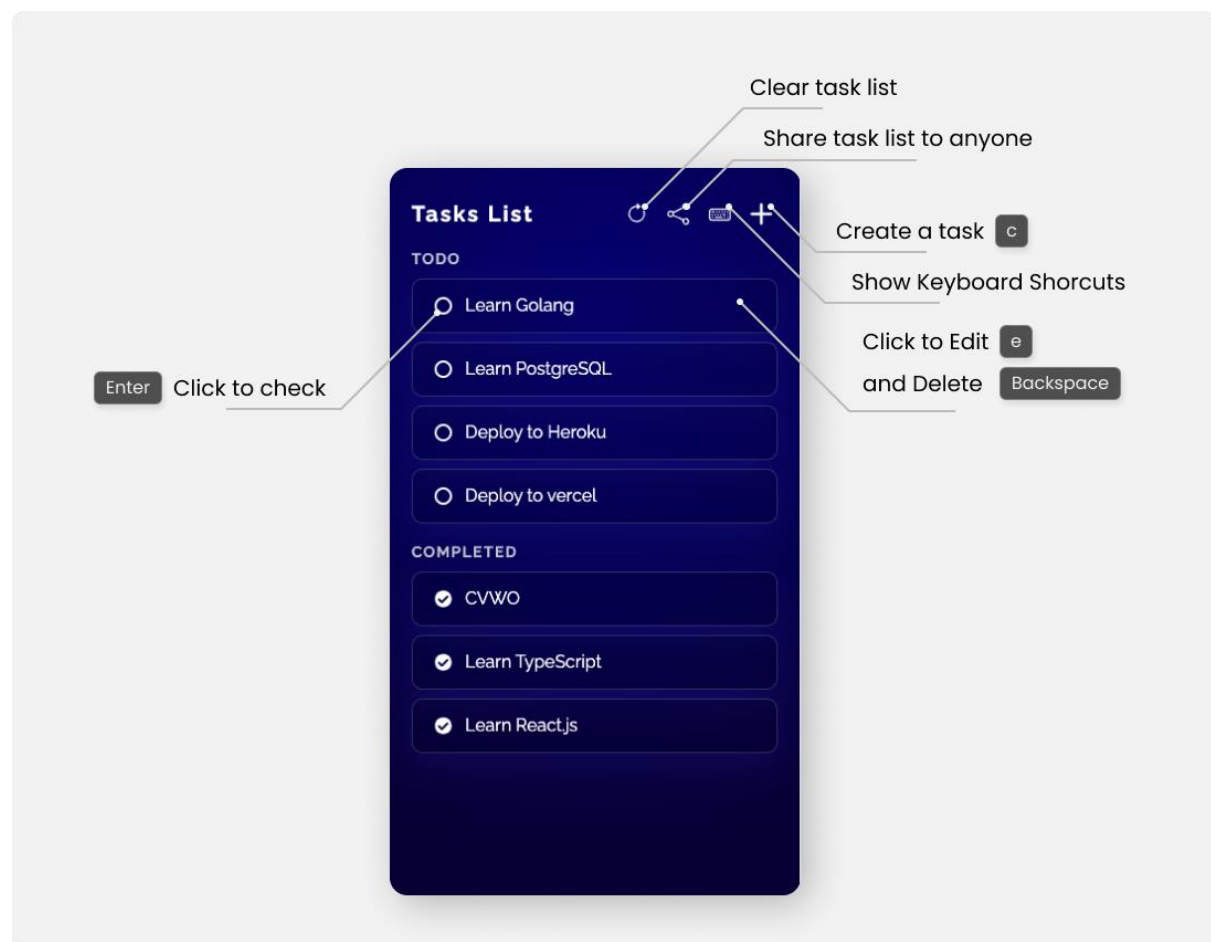 Clear task list
Share task list to anyone
Tasks List
Create a task c
TODO
Show Keyboard Shorcuts
Learn Golang
Click to Edit e
and Delete Backspace
Enter Click to check
Learn PostgreSQL
Deploy to Heroku
Deploy to vercel
COMPLETED
CVWO
Learn TypeScript
Learn React.js